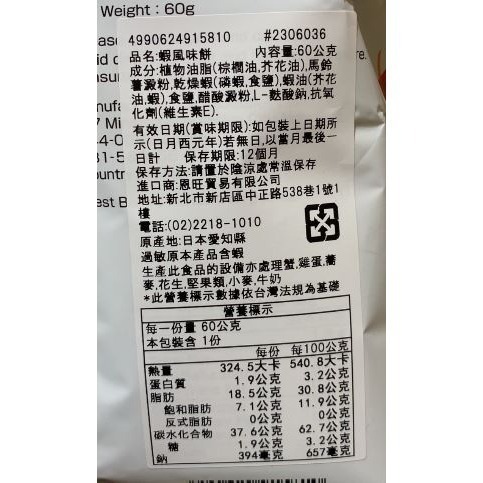 Weight : 60g
4990624915810 #2306036
品名:蝦風味餅 內容量:60公克
成分:植物油脂(棕櫚油,芥花油),馬鈴
薯澱粉,乾燥蝦(磷蝦,食鹽),蝦油(芥花
油,蝦),食鹽,醋酸澱粉,L-麩酸鈉,抗氧
化劑(維生素E).
有效日期(賞味期限):如包裝上日期所
示(日月西元年)若無日,以當月最後一
日計 保存期限:12個月
保存方法:請置於陰涼處常溫保存
進口商:恩旺貿易有限公司
地址:新北市新店區中正路538巷1號1
樓
電話:(02)2218-1010
原產地:日本愛知縣
過敏原本產品含蝦
生產此食品的設備亦處理蟹,雞蛋,蕎
麥,花生,堅果類,小麥,牛奶
*此營養標示數據依台灣法規為基礎
營養標示
每一份量 60公克
本包裝含 1份
每份 每100公克
熱量 324.5大卡 540.8大卡
蛋白質 1.9公克 3.2公克
脂肪 18.5公克 30.8公克
飽和脂肪 7.1公克 11.9公克
反式脂肪 0公克 0公克
碳水化合物 37.6公克 62.7公克
糖 1.9公克 3.2公克
鈉 394毫克 657毫克